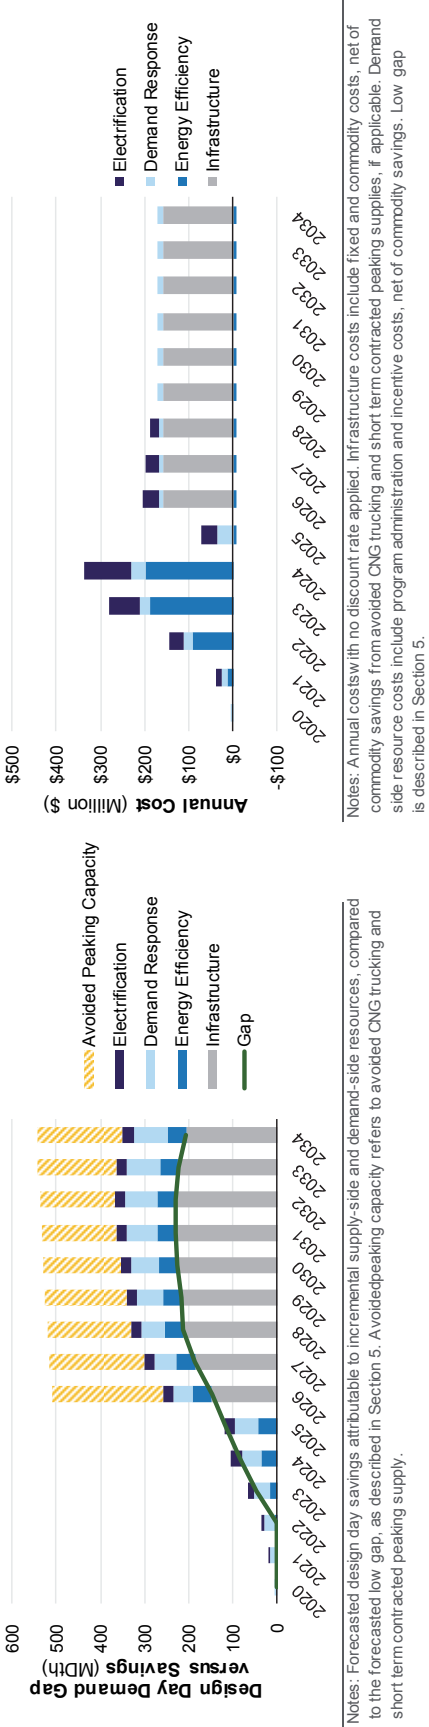 Design Day Demand Gap
versus Savings (MDth)
600
500
400
300
200
100
0
2020
2021
2022
2023
2024
2025
2026
2027
2028
2029
2030
2031
2032
2033
2034
Avoided Peaking Capacity
Electrification
Demand Response
Energy Efficiency
Infrastructure
Gap
Notes: Forecasted design day savings attributable to incremental supply-side and demand-side resources, compared
to the forecasted low gap, as described in Section 5. Avoidedpeaking capacity refers to avoided CNG trucking and
short term contracted peaking supply.
Annual Cost (Million $)
$500
$400
$300
$200
$100
$0
-$100
2020
2021
2022
2023
2024
2025
2026
2027
2028
2029
2030
2031
2032
2033
2034
Electrification
Demand Response
Energy Efficiency
Infrastructure
Notes: Annual costswith no discount rate applied. Infrastructure costs include fixed and commodity costs, net of
commodity savings from avoided CNG trucking and short term contracted peaking supplies, if applicable. Demand
side resource costs include program administration and incentive costs, net of commodity savings. Low gap
is described in Section 5.